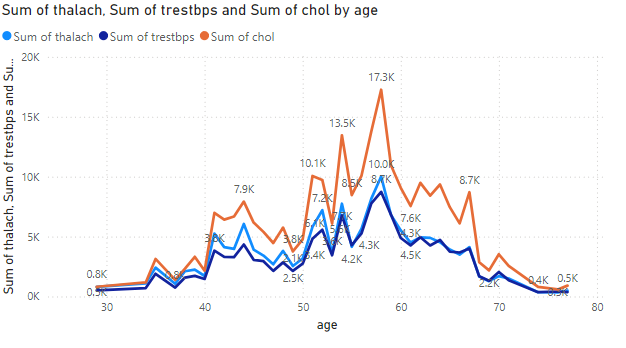 Sum of thalach, Sum of trestbps and Sum of chol by age
Sum of thalach Sum of trestbps Sum of chol
Sum of thalach, Sum of trestbps and Su...
20K
15K
10K
5K
0K
17.3K
13.5K
10.1K
10.0K
8.5K
8.7K
8.7K
7.9K
7.2K
7.6K
4.3K
4.3K
4.5K
4.2K
2.5K
2.2K
0.8K
0.4K
0.5K
30 40 50 60 70 80
age